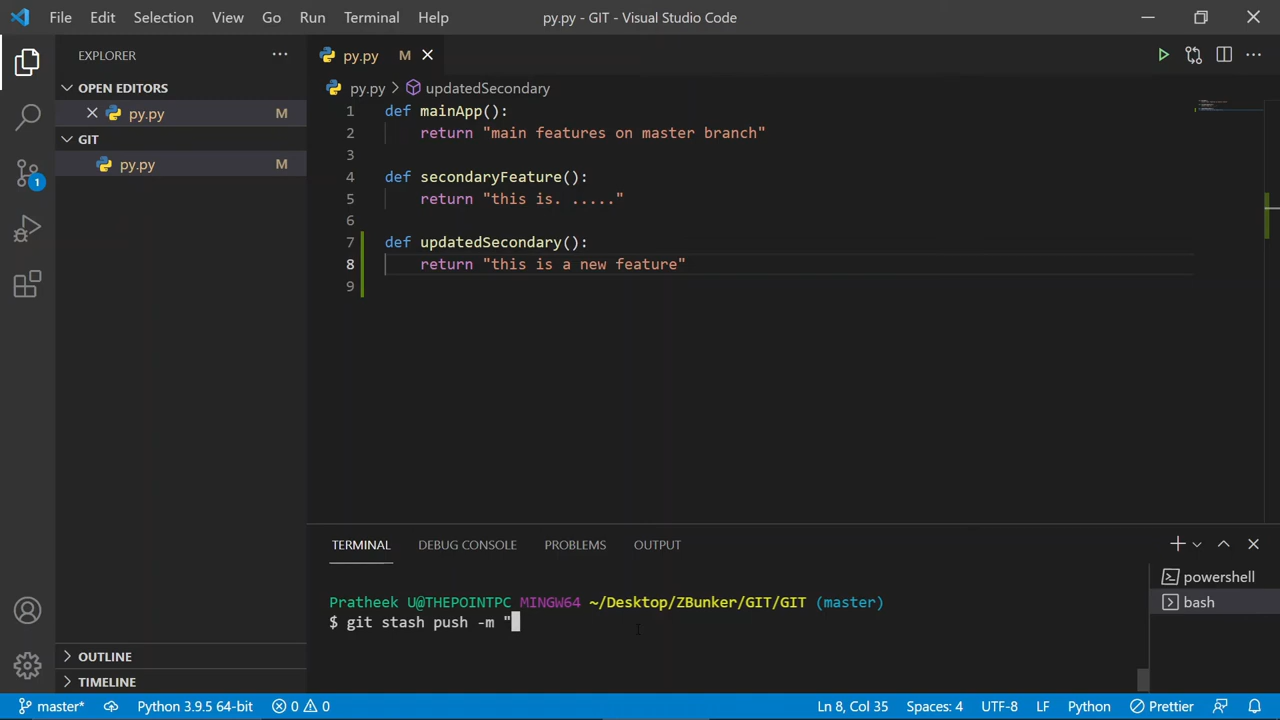 File Edit Selection View Go Run Terminal Help py.py - GIT - Visual Studio Code
EXPLORER
OPEN EDITORS
py.py M
GIT
py.py M
1
py.py M
py.py > updatedSecondary
1 def mainApp():
2 return "main features on master branch"
3
4 def secondaryFeature():
5 return "this is. ....."
6
7 def updatedSecondary():
8 return "this is a new feature"
9
TERMINAL DEBUG CONSOLE PROBLEMS OUTPUT
powershell
bash
Pratheek U@THEPOINTPC MINGW64 ~/Desktop/ZBunker/GIT/GIT (master)
$ git stash push -m "
OUTLINE
TIMELINE
master* Python 3.9.5 64-bit 0 0 Ln 8, Col 35 Spaces: 4 UTF-8 LF Python Prettier